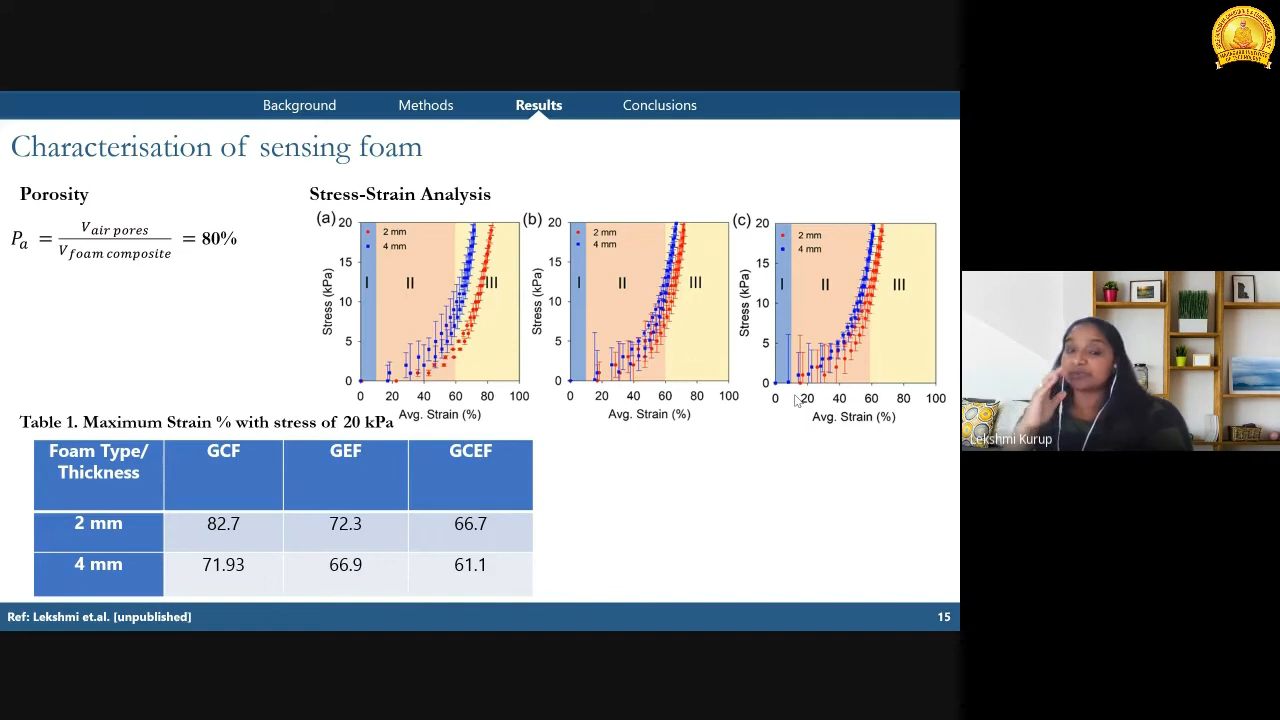 Background Methods Results Conclusions
Characterisation of sensing foam
Porosity
P_a = V_air pores / V_foam composite = 80%
Stress-Strain Analysis
(a)
20
15
10
5
0
Stress (kPa)
2 mm
4 mm
I II III
0 20 40 60 80 100
Avg. Strain (%)
(b)
20
15
10
5
0
Stress (kPa)
2 mm
4 mm
I II III
0 20 40 60 80 100
Avg. Strain (%)
(c)
20
15
10
5
0
Stress (kPa)
2 mm
4 mm
I II III
0 20 40 60 80 100
Avg. Strain (%)
Table 1. Maximum Strain % with stress of 20 kPa
Foam Type/ Thickness GCF GEF GCEF
2 mm 82.7 72.3 66.7
4 mm 71.93 66.9 61.1
Ref: Lekshmi et.al. [unpublished] 15
Lekshmi Kurup